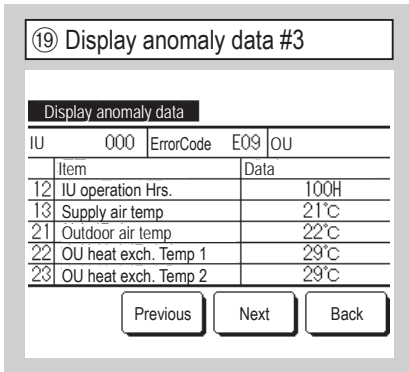 ⑲ Display anomaly data #3
Display anomaly data
IU 000 ErrorCode E09 OU
Item Data
12 IU operation Hrs. 100H
13 Supply air temp 21℃
21 Outdoor air temp 22℃
22 OU heat exch. Temp 1 29℃
23 OU heat exch. Temp 2 29℃
Previous Next Back